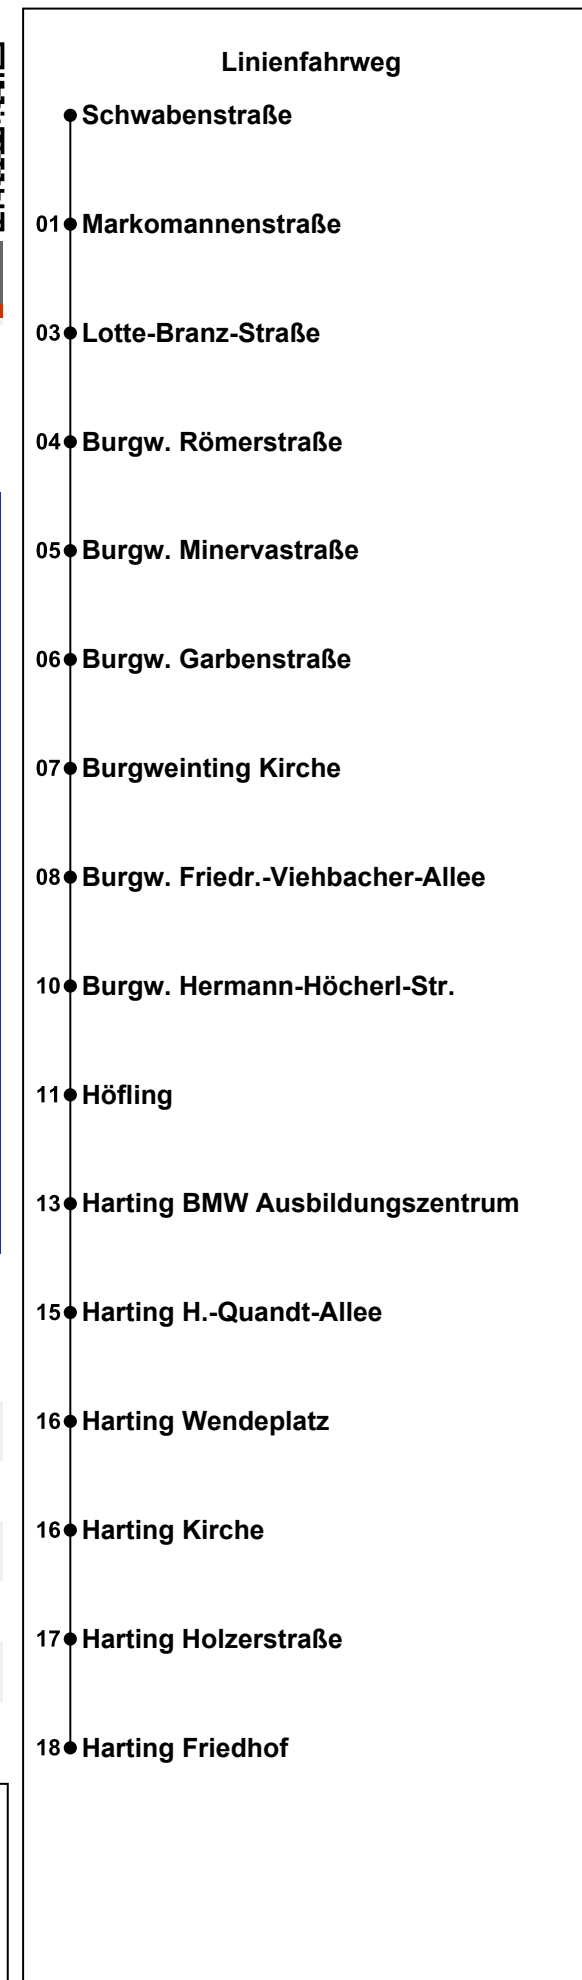 Linienfahrweg
Schwabenstraße
01 Markomannenstraße
03 Lotte-Branz-Straße
04 Burgw. Römerstraße
05 Burgw. Minervastraße
06 Burgw. Garbenstraße
07 Burgweinting Kirche
08 Burgw. Friedr.-Viehbacher-Allee
10 Burgw. Hermann-Höcherl-Str.
11 Höfling
13 Harting BMW Ausbildungszentrum
15 Harting H.-Quandt-Allee
16 Harting Wendeplatz
16 Harting Kirche
17 Harting Holzerstraße
18 Harting Friedhof